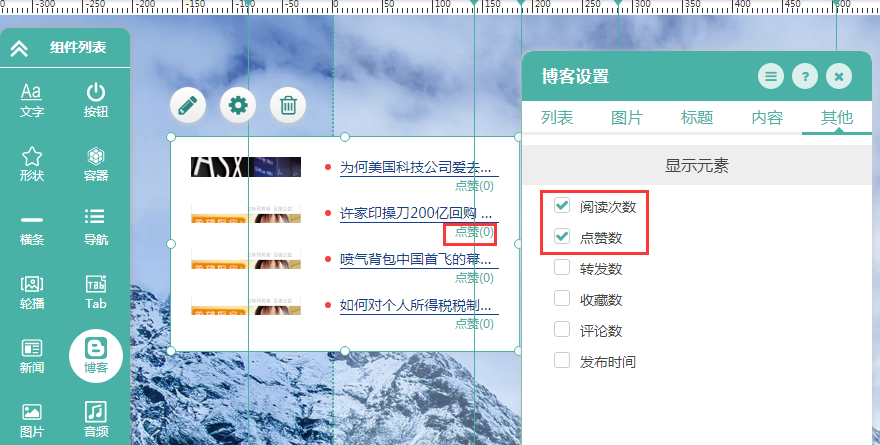 0 -250 -200 -150 -100 -50 0 50 100 150 200 250 300 350 400 450 500
组件列表
Aa
文字 按钮
形状 容器
横条 导航
轮播 Tab
新闻 博客
图片 音频
ASX
为何美国科技公司爱去...
点赞(0)
许家印操刀200亿回购 ...
点赞(0)
喷气背包中国首飞的幕...
点赞(0)
如何对个人所得税税制...
点赞(0)
博客设置
列表 图片 标题 内容 其他
显示元素
阅读次数
点赞数
转发数
收藏数
评论数
发布时间